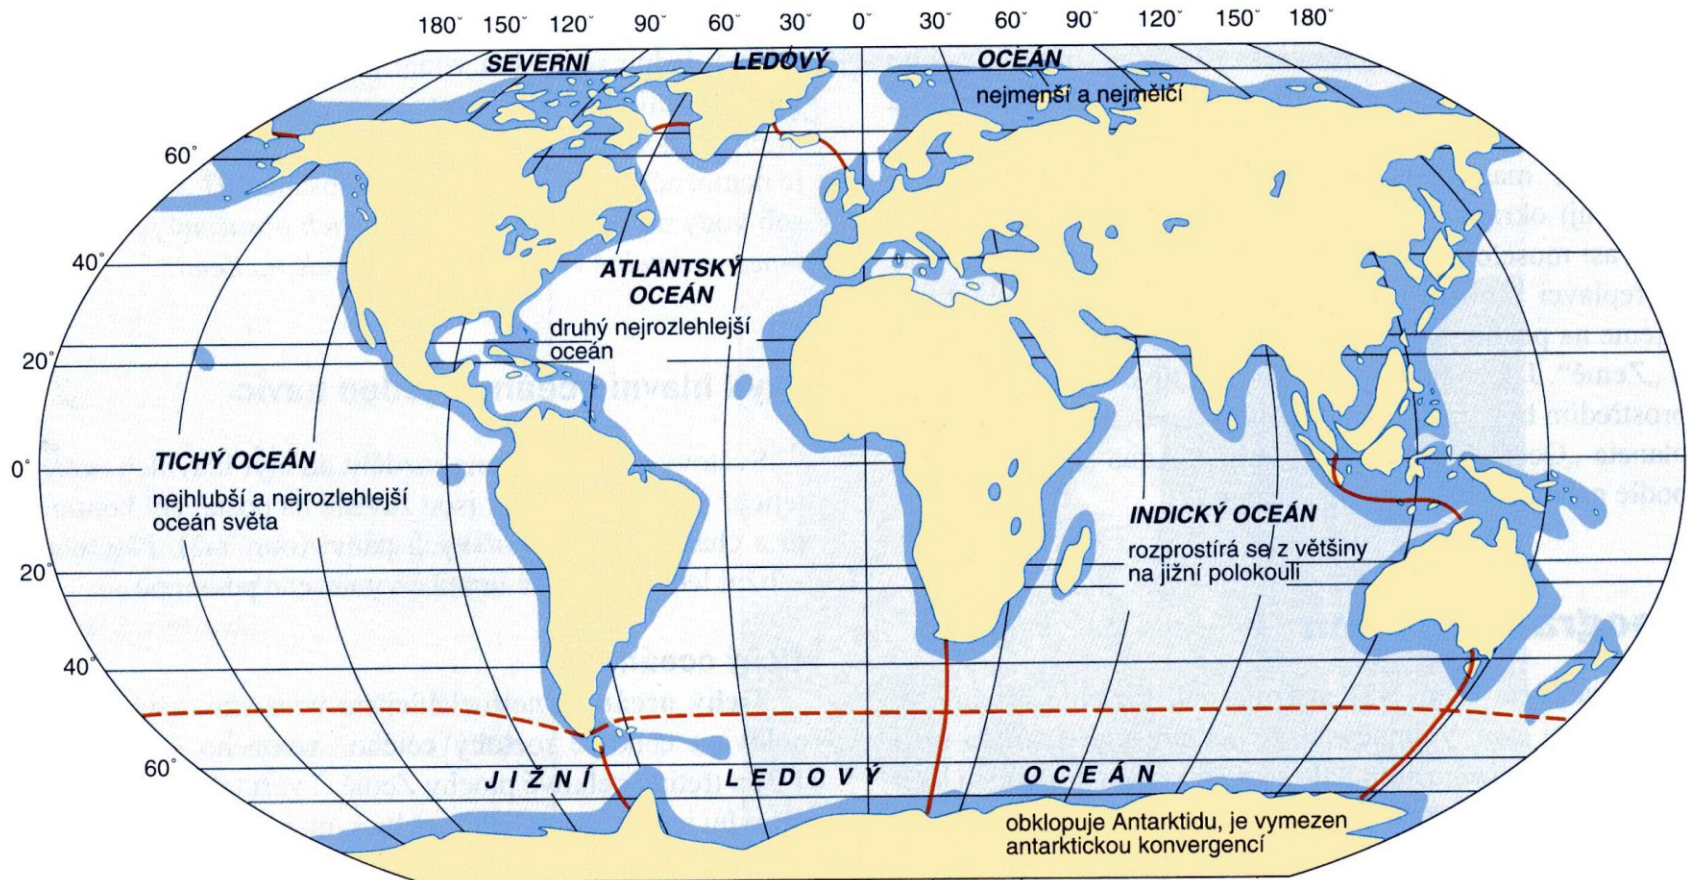 180° 150° 120° 90° 60° 30° 0° 30° 60° 90° 120° 150° 180°
SEVERNÍ LEDOVÝ OCEÁN
nejmenší a nejmělčí
60°
40°
ATLANTSKÝ
OCEÁN
druhý nejrozlehlejší
oceán
20°
TICHÝ OCEÁN
0°
nejhlubší a nejrozlehlejší
oceán světa
INDICKÝ OCEÁN
rozprostírá se z většiny
na jižní polokouli
20°
40°
60°
JIŽNÍ LEDOVÝ OCEÁN
obklopuje Antarktidu, je vymezen
antarktickou konvergencí